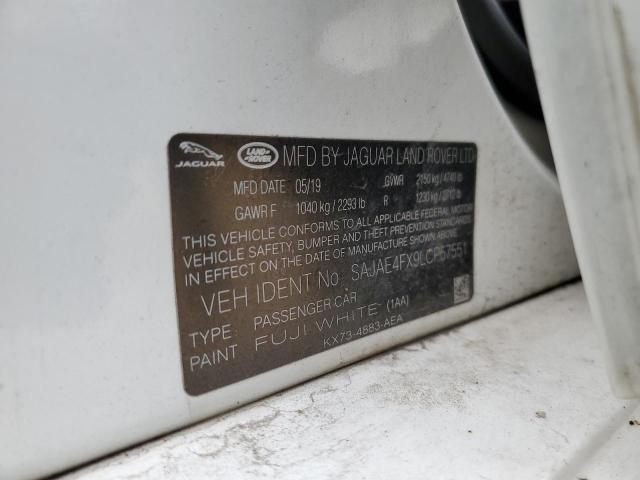 JAGUAR
LAND ROVER
MFD BY JAGUAR LAND ROVER LTD
MFD DATE 05/19 GVWR 2150 kg / 4740 lb
GAWR F 1040 kg / 2293 lb R 1230 kg / 2712 lb
THIS VEHICLE CONFORMS TO ALL APPLICABLE FEDERAL MOTOR
VEHICLE SAFETY, BUMPER AND THEFT PREVENTION STANDARDS
IN EFFECT ON THE DATE OF MANUFACTURE SHOWN ABOVE
VEH IDENT No. SAJAE4FX9LCP57551
TYPE: PASSENGER CAR
PAINT FUJI WHITE (1AA)
KX73-4883-AEA